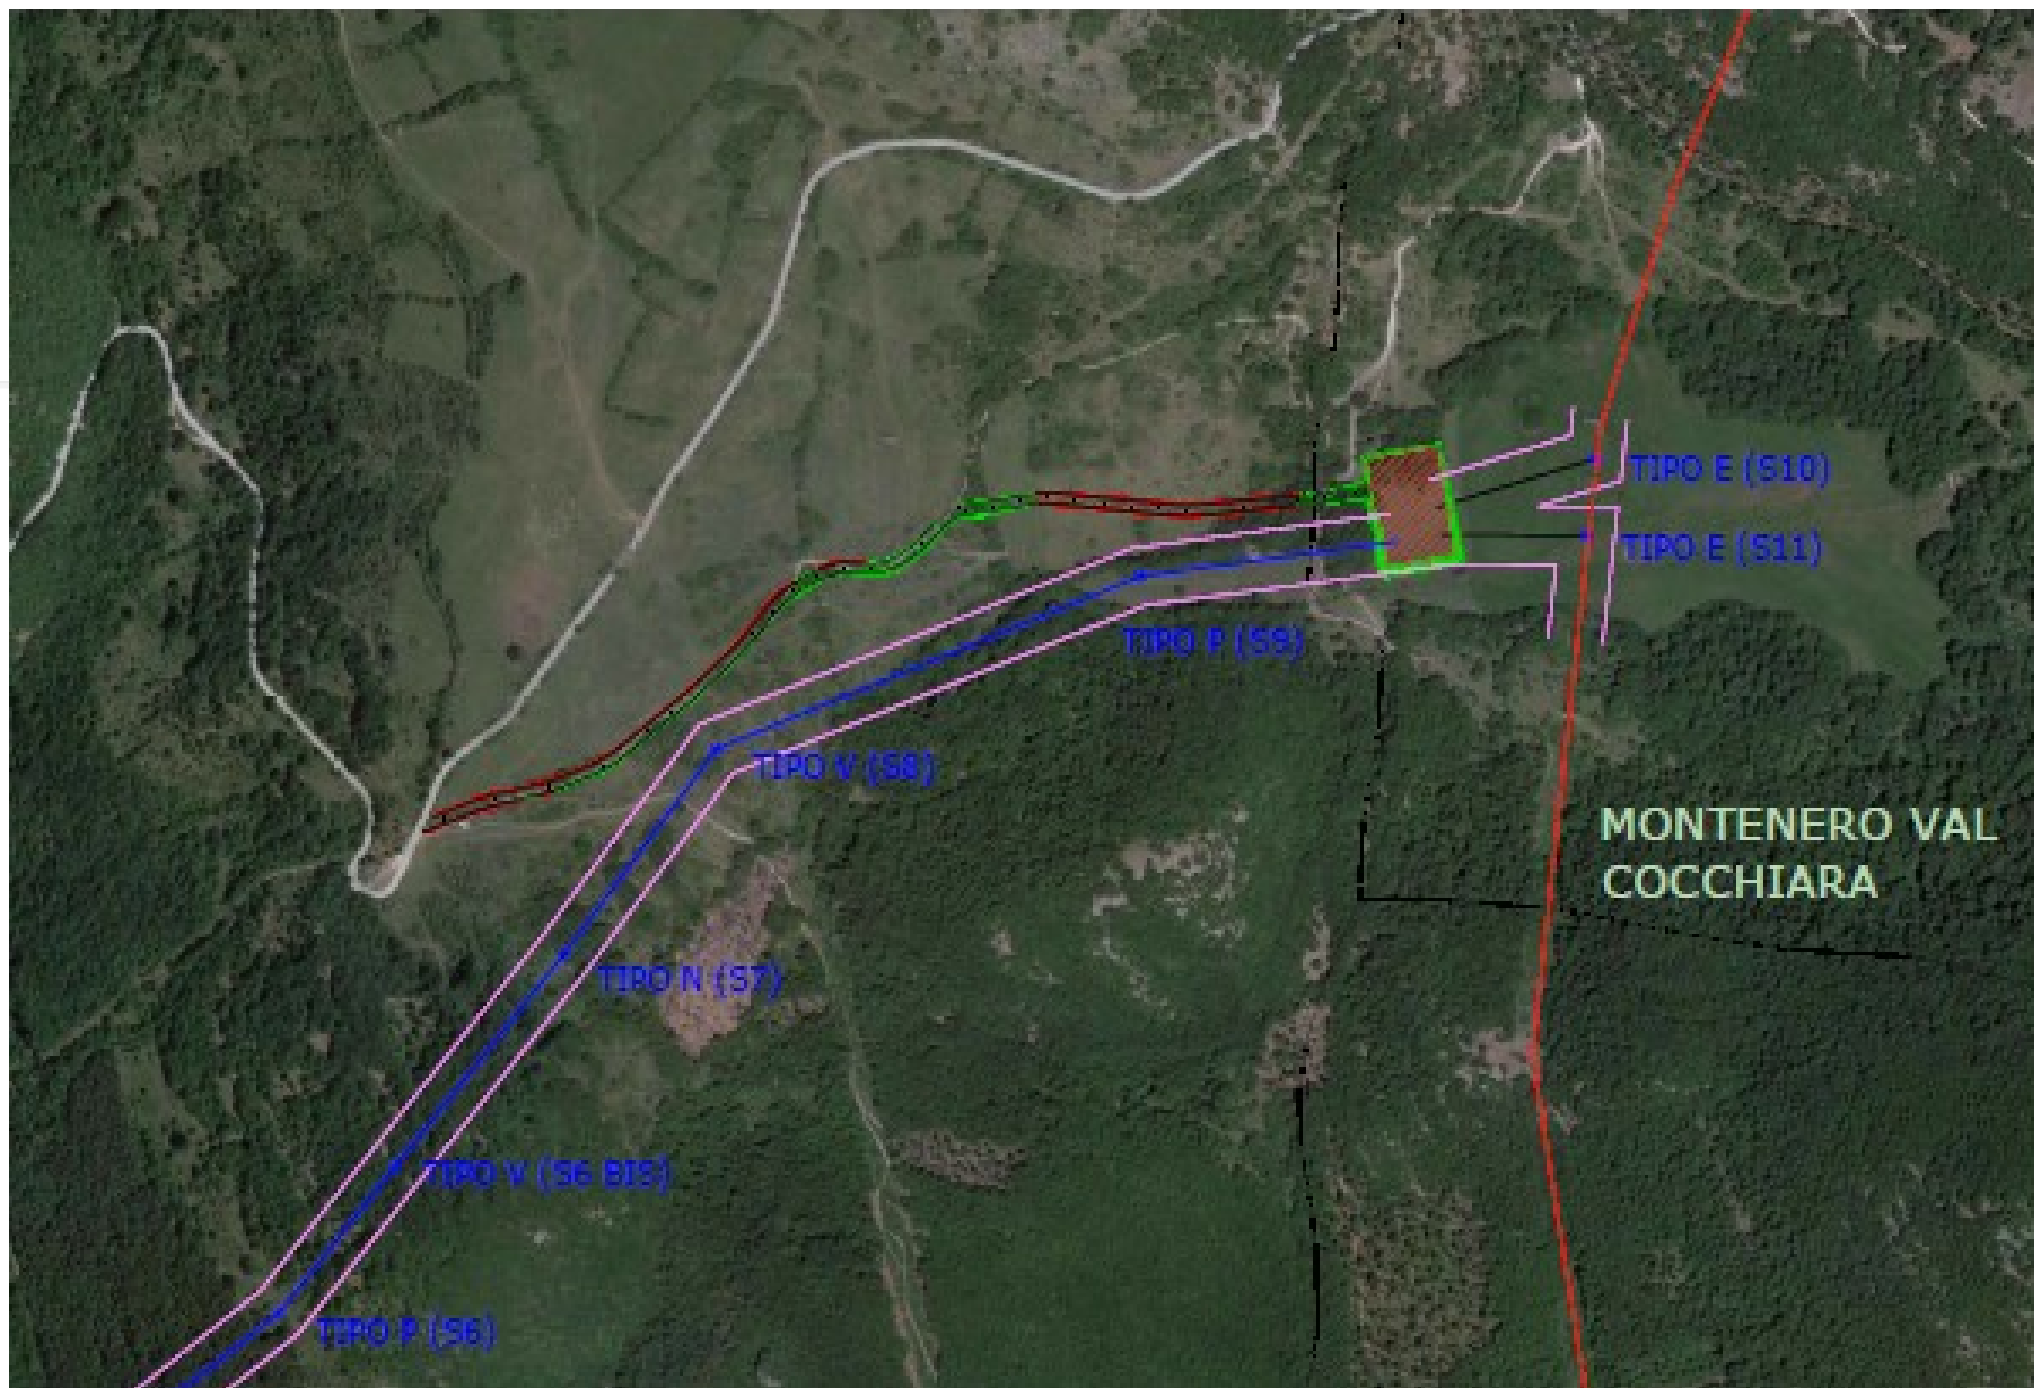 TIPO E (S10)
TIPO E (S11)
TIPO P (S9)
TIPO V (S8)
MONTENERO VAL
COCCHIARA
TIPO N (S7)
TIPO V (S6 BIS)
TIPO P (S6)